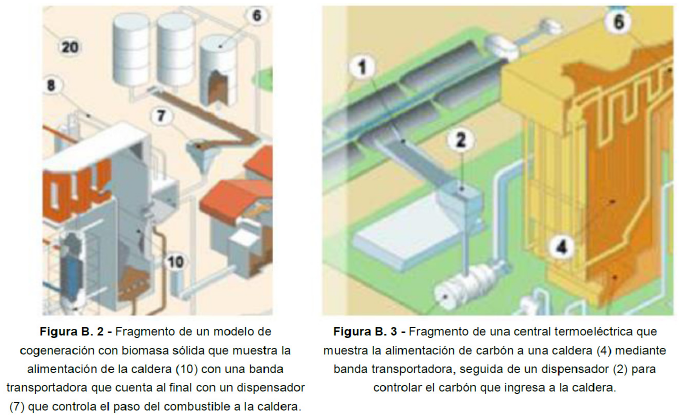 20
6
8
7
10
1
2
6
4
Figura B. 2 - Fragmento de un modelo de
cogeneración con biomasa sólida que muestra la
alimentación de la caldera (10) con una banda
transportadora que cuenta al final con un dispensador
(7) que controla el paso del combustible a la caldera.
Figura B. 3 - Fragmento de una central termoeléctrica que
muestra la alimentación de carbón a una caldera (4) mediante
banda transportadora, seguida de un dispensador (2) para
controlar el carbón que ingresa a la caldera.